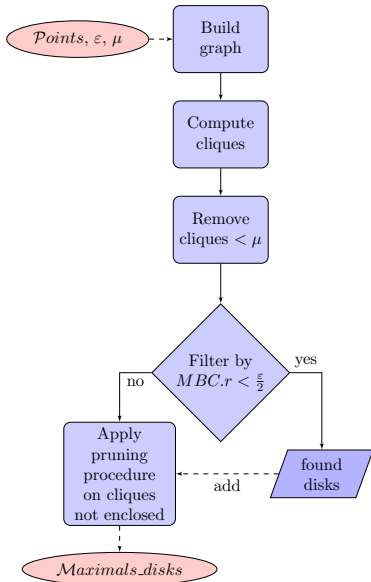 Points, ε, μ
Build
graph
Compute
cliques
Remove
cliques < μ
Filter by
MBC.r < ε/2
yes
no
Apply
pruning
procedure
on cliques
not enclosed
found
disks
add
Maximals_disks